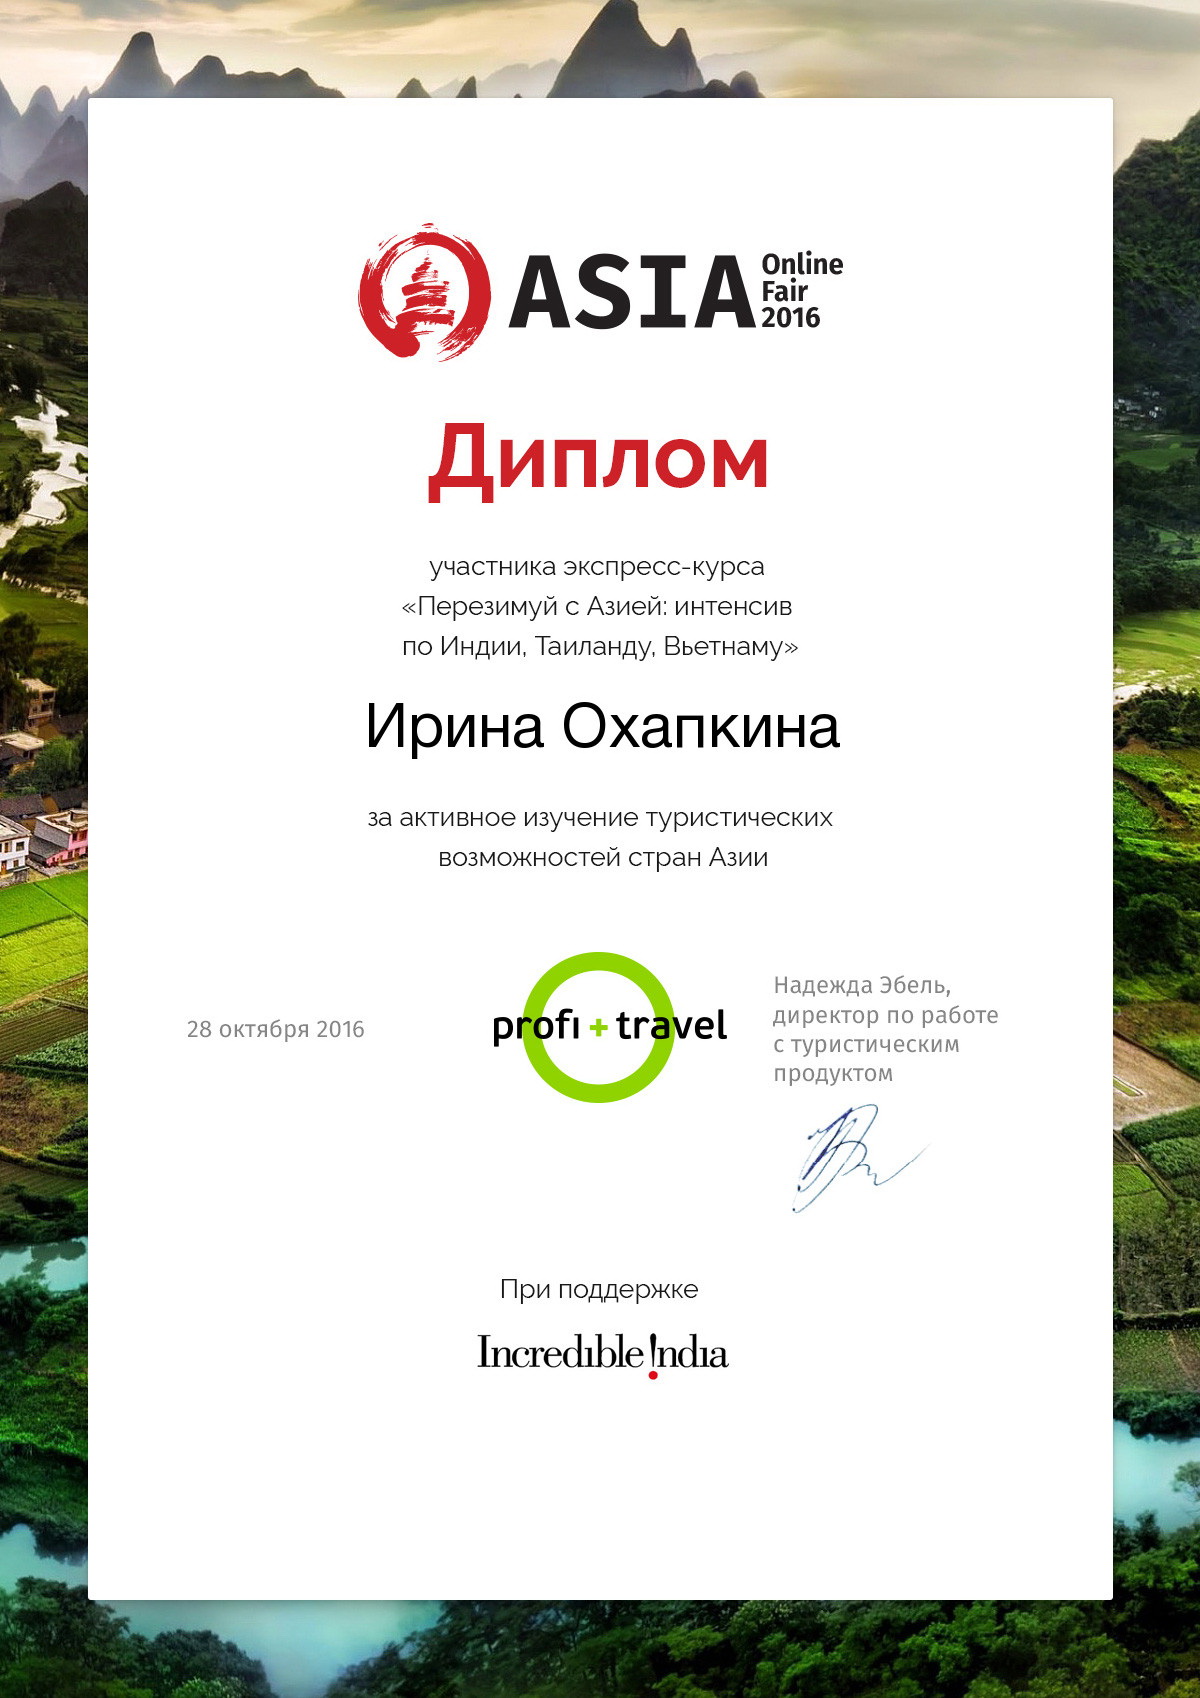 ASIA
Online
Fair
2016
Диплом
участника экспресс-курса
«Перезимуй с Азией: интенсив
по Индии, Таиланду, Вьетнаму»
Ирина Охапкина
за активное изучение туристических
возможностей стран Азии
28 октября 2016
profi + travel
Надежда Эбель,
директор по работе
с туристическим
продуктом
При поддержке
Incredıble !ndıa